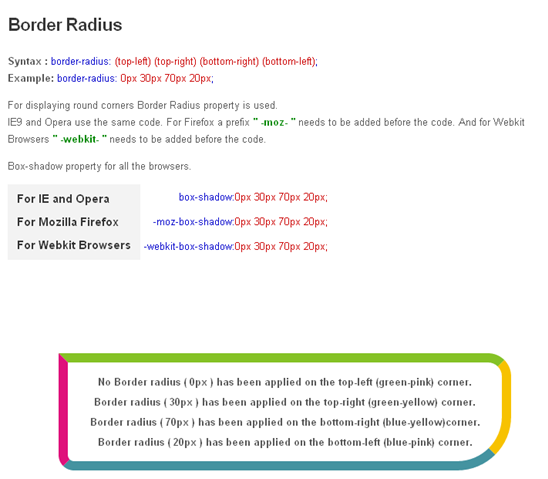 Border Radius
Syntax : border-radius: (top-left) (top-right) (bottom-right) (bottom-left);
Example: border-radius: 0px 30px 70px 20px;
For displaying round corners Border Radius property is used.
IE9 and Opera use the same code. For Firefox a prefix " -moz- " needs to be added before the code. And for Webkit
Browsers " -webkit- " needs to be added before the code.
Box-shadow property for all the browsers.
For IE and Opera box-shadow:0px 30px 70px 20px;
For Mozilla Firefox -moz-box-shadow:0px 30px 70px 20px;
For Webkit Browsers -webkit-box-shadow:0px 30px 70px 20px;
No Border radius ( 0px ) has been applied on the top-left (green-pink) corner.
Border radius ( 30px ) has been applied on the top-right (green-yellow) corner.
Border radius ( 70px ) has been applied on the bottom-right (blue-yellow)corner.
Border radius ( 20px ) has been applied on the bottom-left (blue-pink) corner.